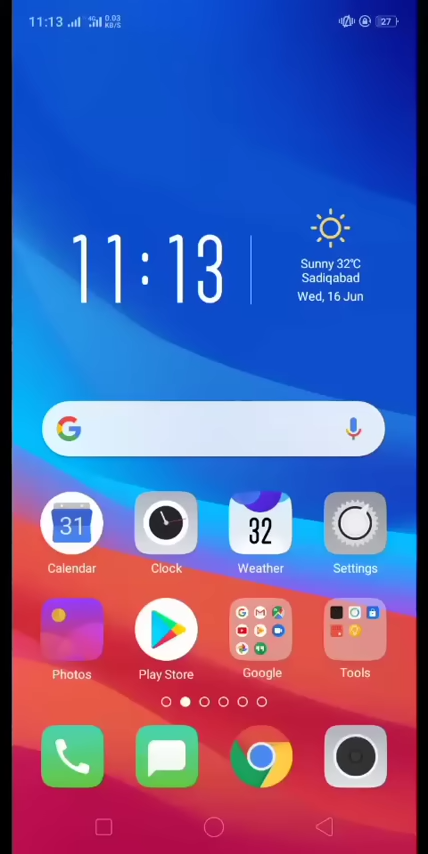 11:13 4G 0.03 KB/S 27
11:13
Sunny 32℃
Sadiqabad
Wed, 16 Jun
31
32
Calendar Clock Weather Settings
Photos Play Store Google Tools